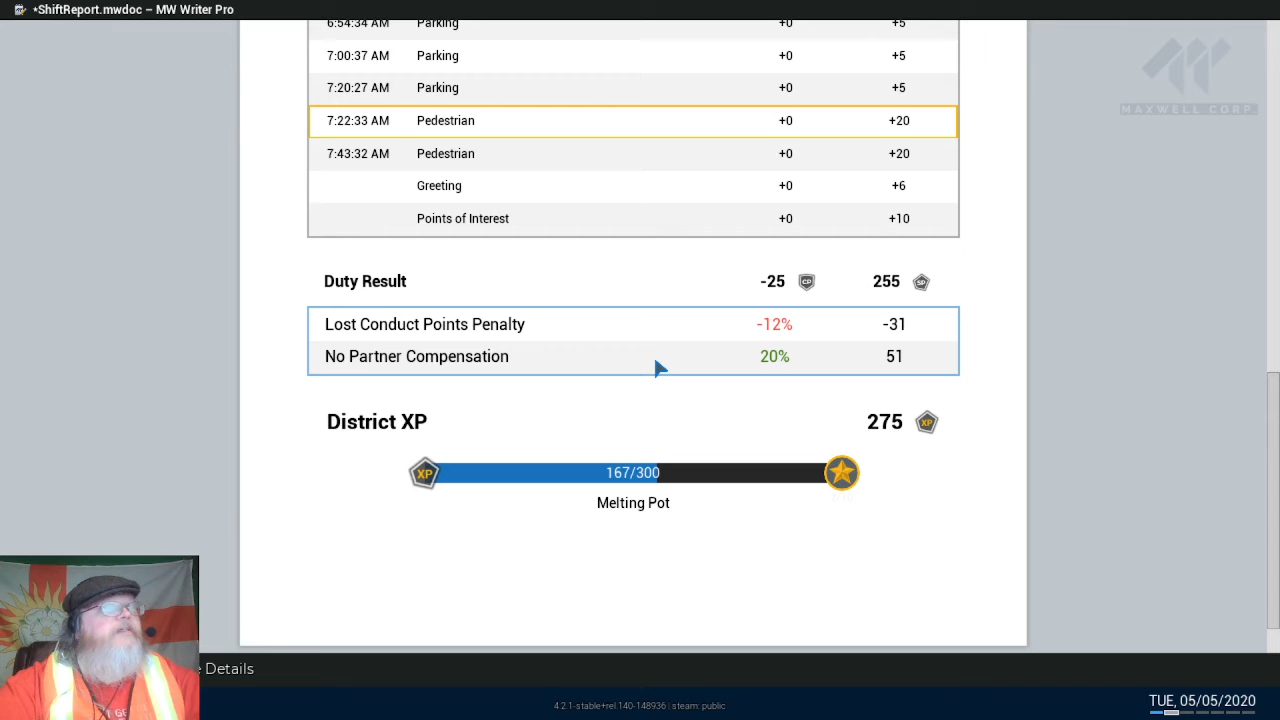 *ShiftReport.mwdoc – MW Writer Pro
6:54:34 AM Parking +0 +5
7:00:37 AM Parking +0 +5
7:20:27 AM Parking +0 +5
7:22:33 AM Pedestrian +0 +20
7:43:32 AM Pedestrian +0 +20
Greeting +0 +6
Points of Interest +0 +10
MAXWELL CORP.
Duty Result -25 CP 255 SP
Lost Conduct Points Penalty -12% -31
No Partner Compensation 20% 51
District XP 275 XP
XP 167/300
Melting Pot
Details
4.2.1-stable+rel.140-148936 | steam: public
TUE, 05/05/2020